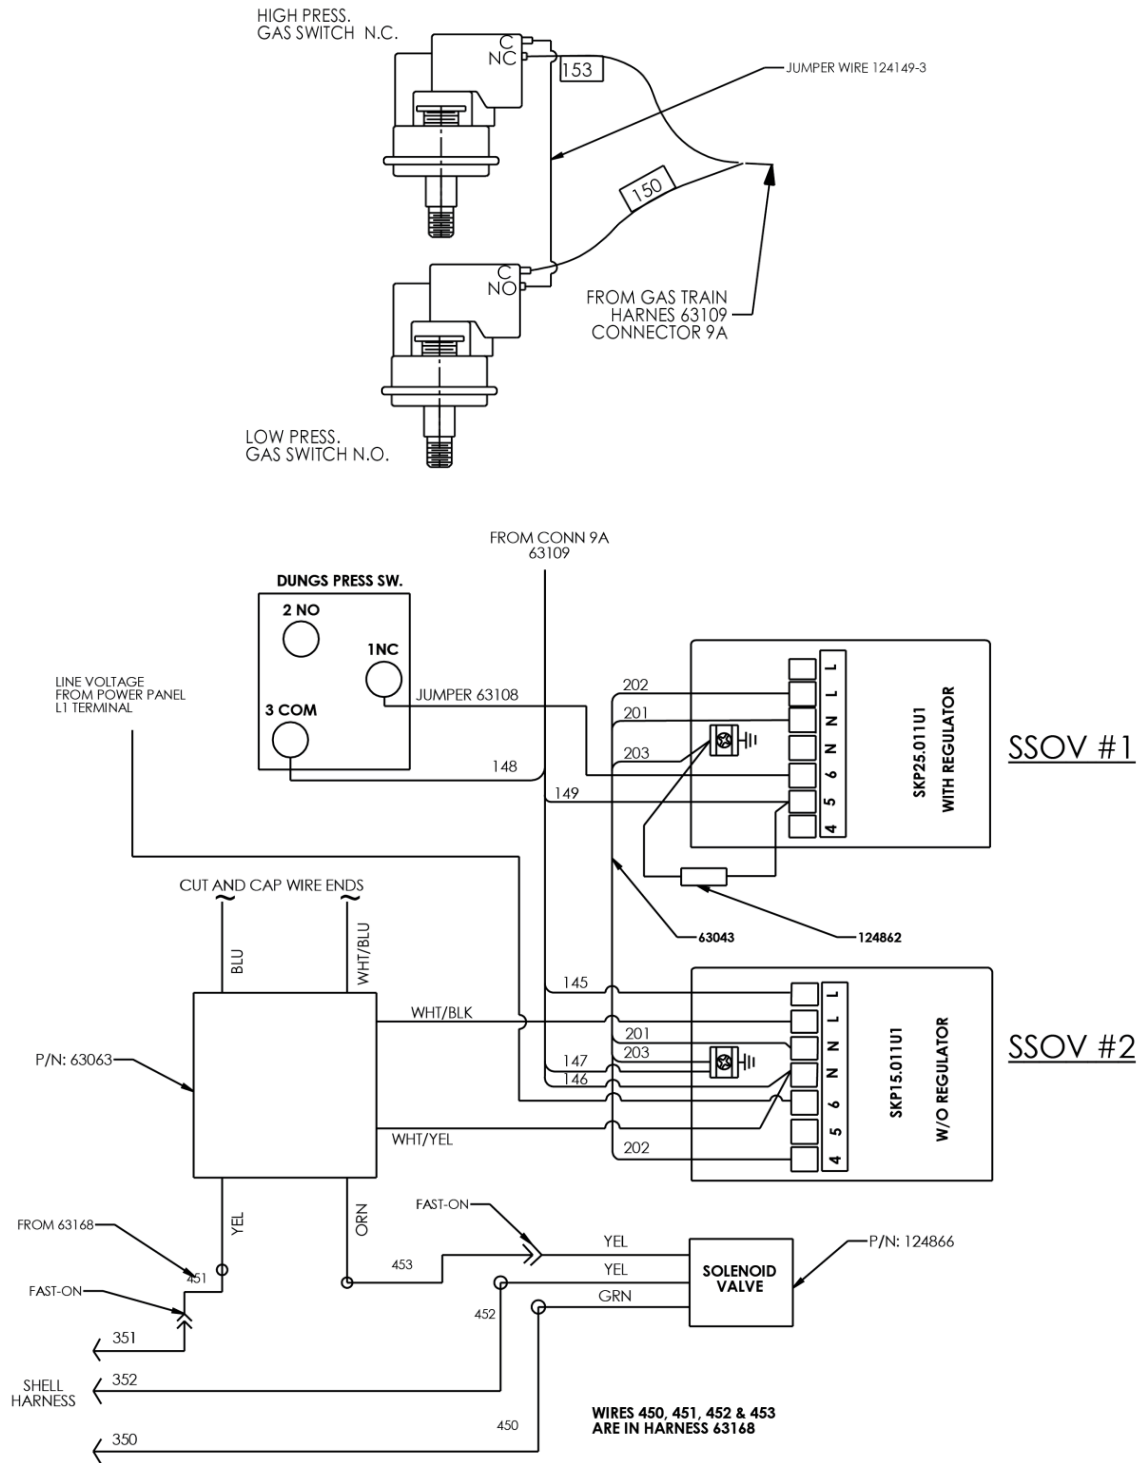 HIGH PRESS.
GAS SWITCH N.C.
C
NC
153
JUMPER WIRE 124149-3
150
C
NO
FROM GAS TRAIN
HARNES 63109
CONNECTOR 9A
LOW PRESS.
GAS SWITCH N.O.
FROM CONN 9A
63109
DUNGS PRESS SW.
2 NO
1NC
3 COM
LINE VOLTAGE
FROM POWER PANEL
L1 TERMINAL
JUMPER 63108
148
149
202
201
203
L
L
N
N
6
5
4
SKP25.011U1
WITH REGULATOR
SSOV #1
63043
124862
CUT AND CAP WIRE ENDS
BLU
WHT/BLU
P/N: 63063
WHT/BLK
WHT/YEL
145
201
203
147
146
202
L
L
N
N
6
5
4
SKP15.011U1
W/O REGULATOR
SSOV #2
YEL
ORN
FROM 63168
451
FAST-ON
453
FAST-ON
YEL
YEL
GRN
SOLENOID
VALVE
P/N: 124866
452
351
352
SHELL
HARNESS
350
450
WIRES 450, 451, 452 & 453
ARE IN HARNESS 63168